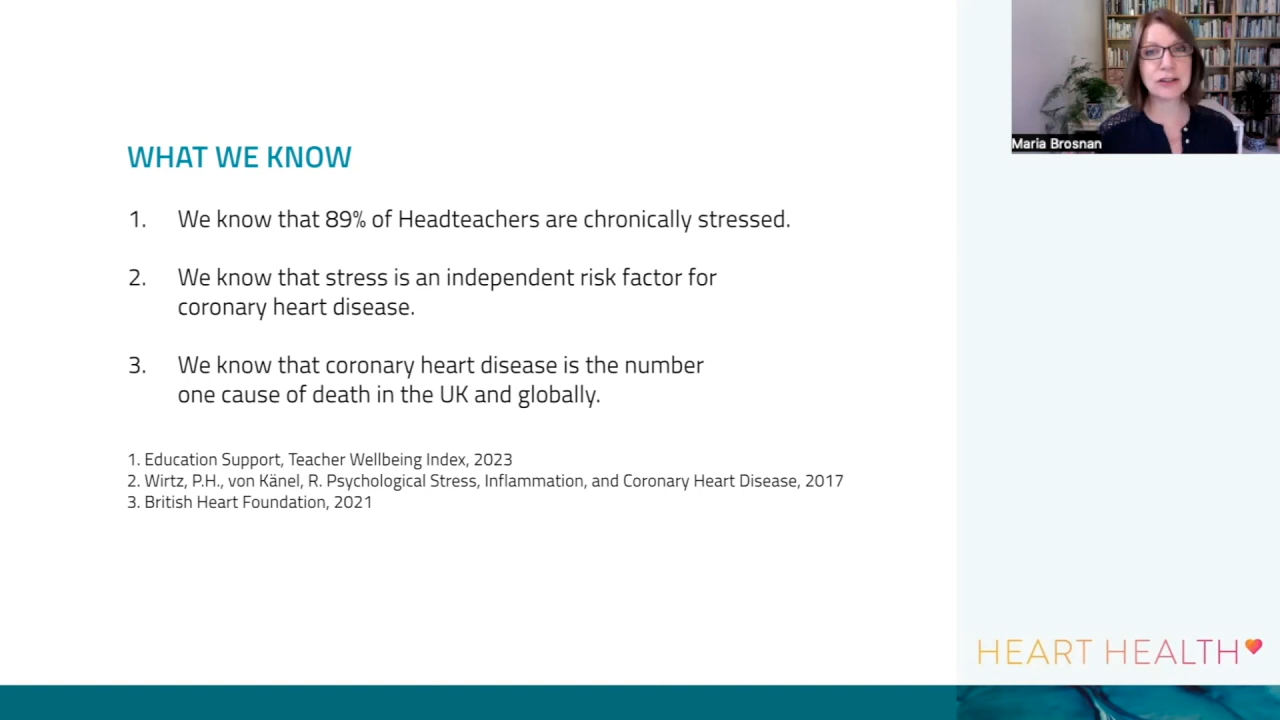 WHAT WE KNOW
1. We know that 89% of Headteachers are chronically stressed.
2. We know that stress is an independent risk factor for
coronary heart disease.
3. We know that coronary heart disease is the number
one cause of death in the UK and globally.
1. Education Support, Teacher Wellbeing Index, 2023
2. Wirtz, P.H., von Känel, R. Psychological Stress, Inflammation, and Coronary Heart Disease, 2017
3. British Heart Foundation, 2021
Maria Brosnan
HEART HEALTH